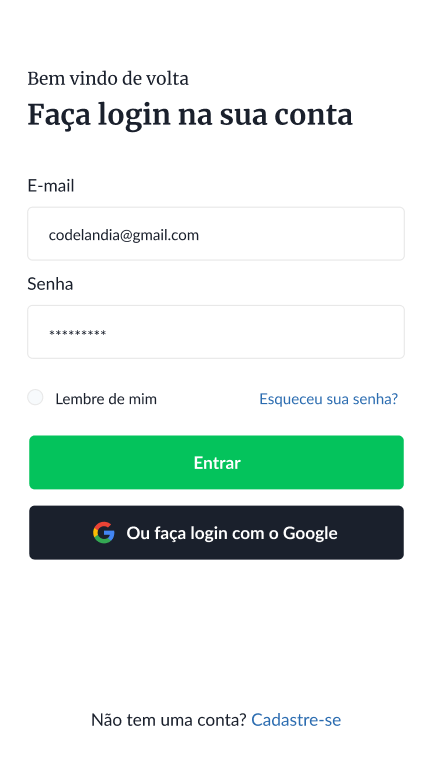 Bem vindo de volta
Faça login na sua conta
E-mail
codelandia@gmail.com
Senha
*********
Lembre de mim Esqueceu sua senha?
Entrar
Ou faça login com o Google
Não tem uma conta? Cadastre-se